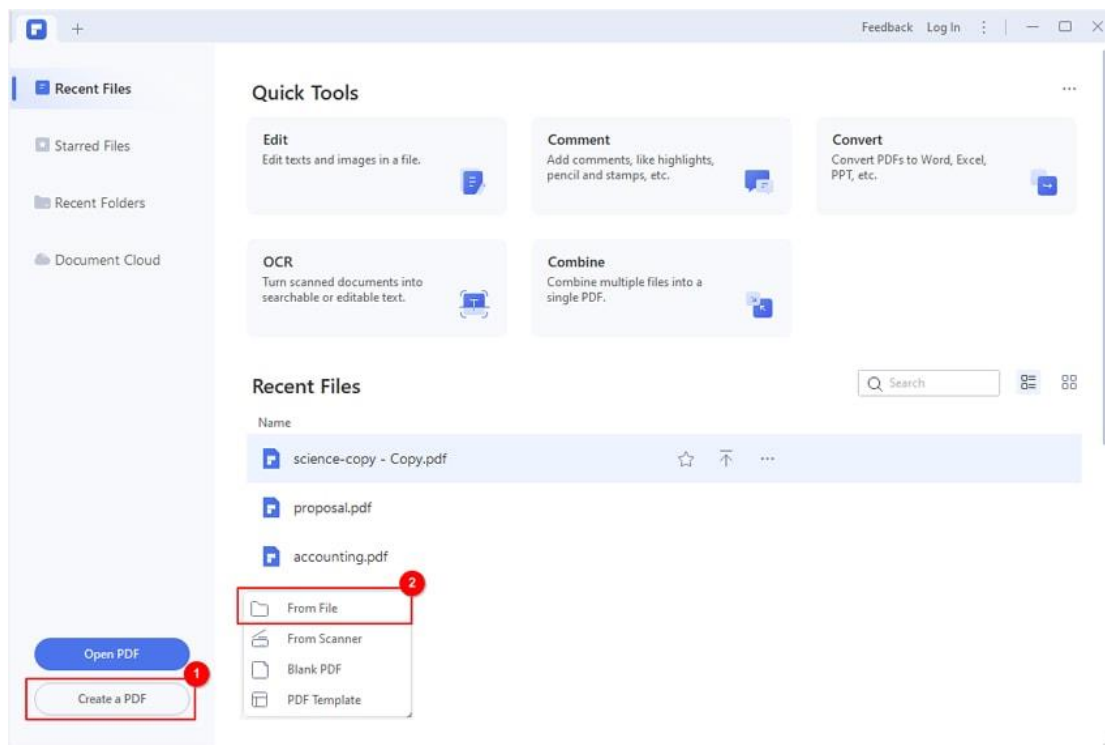 Feedback Log In
Recent Files
Starred Files
Recent Folders
Document Cloud
Quick Tools
Edit
Edit texts and images in a file.
Comment
Add comments, like highlights,
pencil and stamps, etc.
Convert
Convert PDFs to Word, Excel,
PPT, etc.
OCR
Turn scanned documents into
searchable or editable text.
Combine
Combine multiple files into a
single PDF.
Recent Files
Search
Name
science-copy - Copy.pdf
proposal.pdf
accounting.pdf
2
From File
From Scanner
Blank PDF
PDF Template
Open PDF
1
Create a PDF